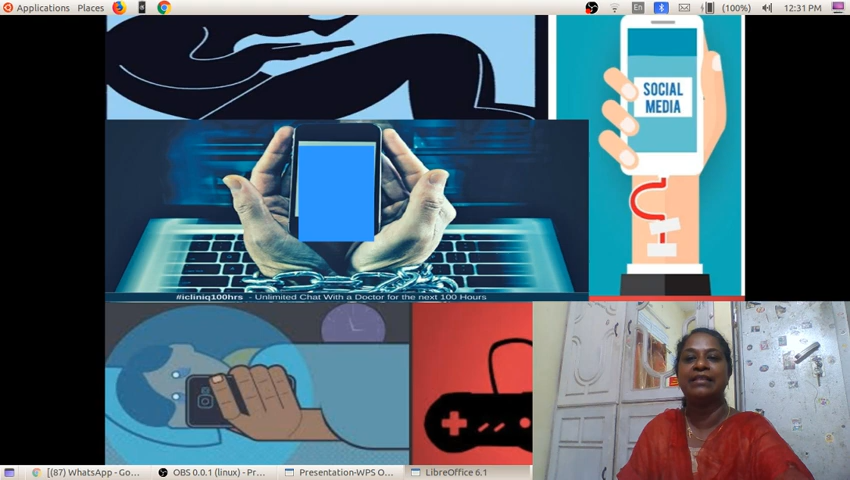 Applications Places En (100%) 12:31 PM
SOCIAL
MEDIA
#icliniq100hrs - Unlimited Chat With a Doctor for the next 100 Hours
[(87) WhatsApp - Go... OBS 0.0.1 (linux) - Pr... Presentation-WPS O... LibreOffice 6.1